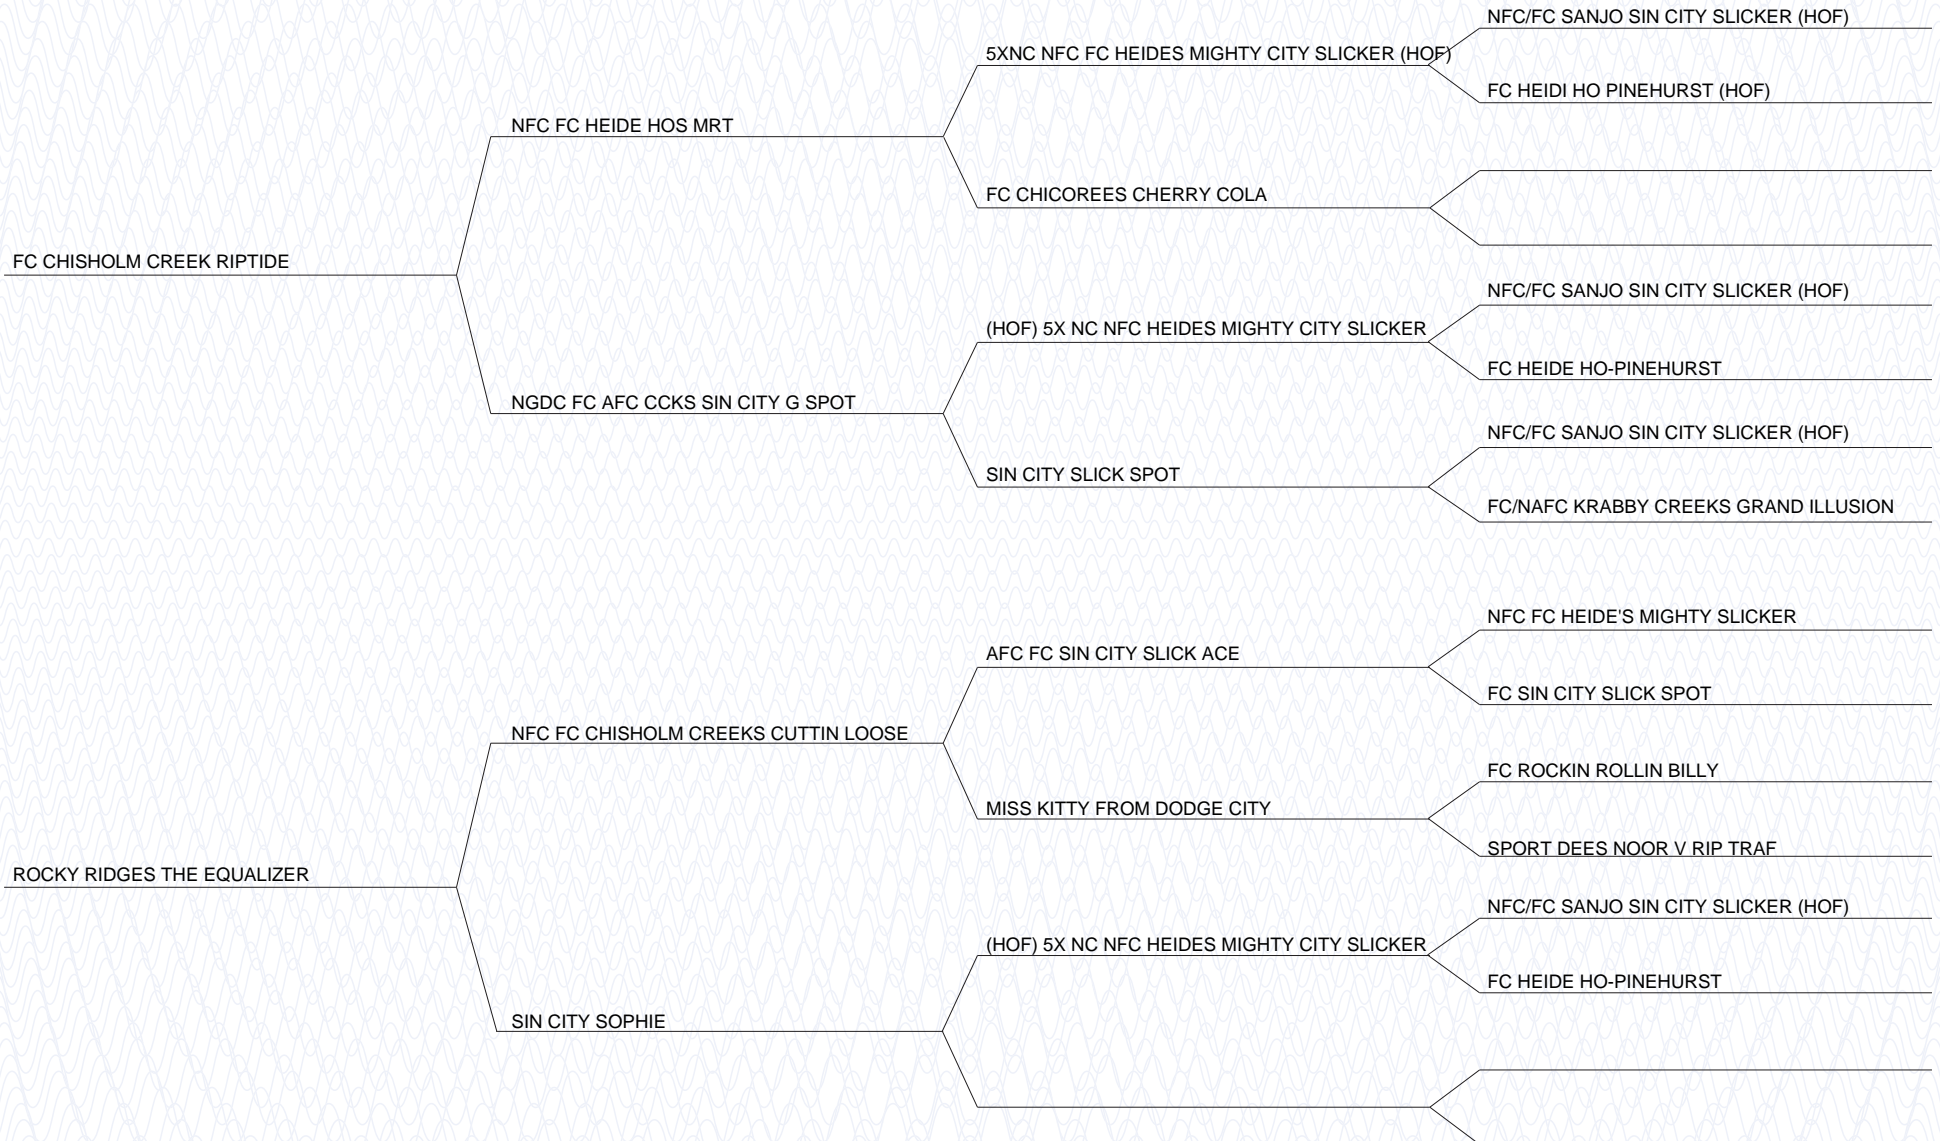 NFC/FC SANJO SIN CITY SLICKER (HOF)
5XNC NFC FC HEIDES MIGHTY CITY SLICKER (HOF)
FC HEIDI HO PINEHURST (HOF)
NFC FC HEIDE HOS MRT
FC CHICOREES CHERRY COLA
FC CHISHOLM CREEK RIPTIDE
NFC/FC SANJO SIN CITY SLICKER (HOF)
(HOF) 5X NC NFC HEIDES MIGHTY CITY SLICKER
FC HEIDE HO-PINEHURST
NGDC FC AFC CCKS SIN CITY G SPOT
NFC/FC SANJO SIN CITY SLICKER (HOF)
SIN CITY SLICK SPOT
FC/NAFC KRABBY CREEKS GRAND ILLUSION
NFC FC HEIDE'S MIGHTY SLICKER
AFC FC SIN CITY SLICK ACE
FC SIN CITY SLICK SPOT
NFC FC CHISHOLM CREEKS CUTTIN LOOSE
FC ROCKIN ROLLIN BILLY
MISS KITTY FROM DODGE CITY
SPORT DEES NOOR V RIP TRAF
ROCKY RIDGES THE EQUALIZER
NFC/FC SANJO SIN CITY SLICKER (HOF)
(HOF) 5X NC NFC HEIDES MIGHTY CITY SLICKER
FC HEIDE HO-PINEHURST
SIN CITY SOPHIE